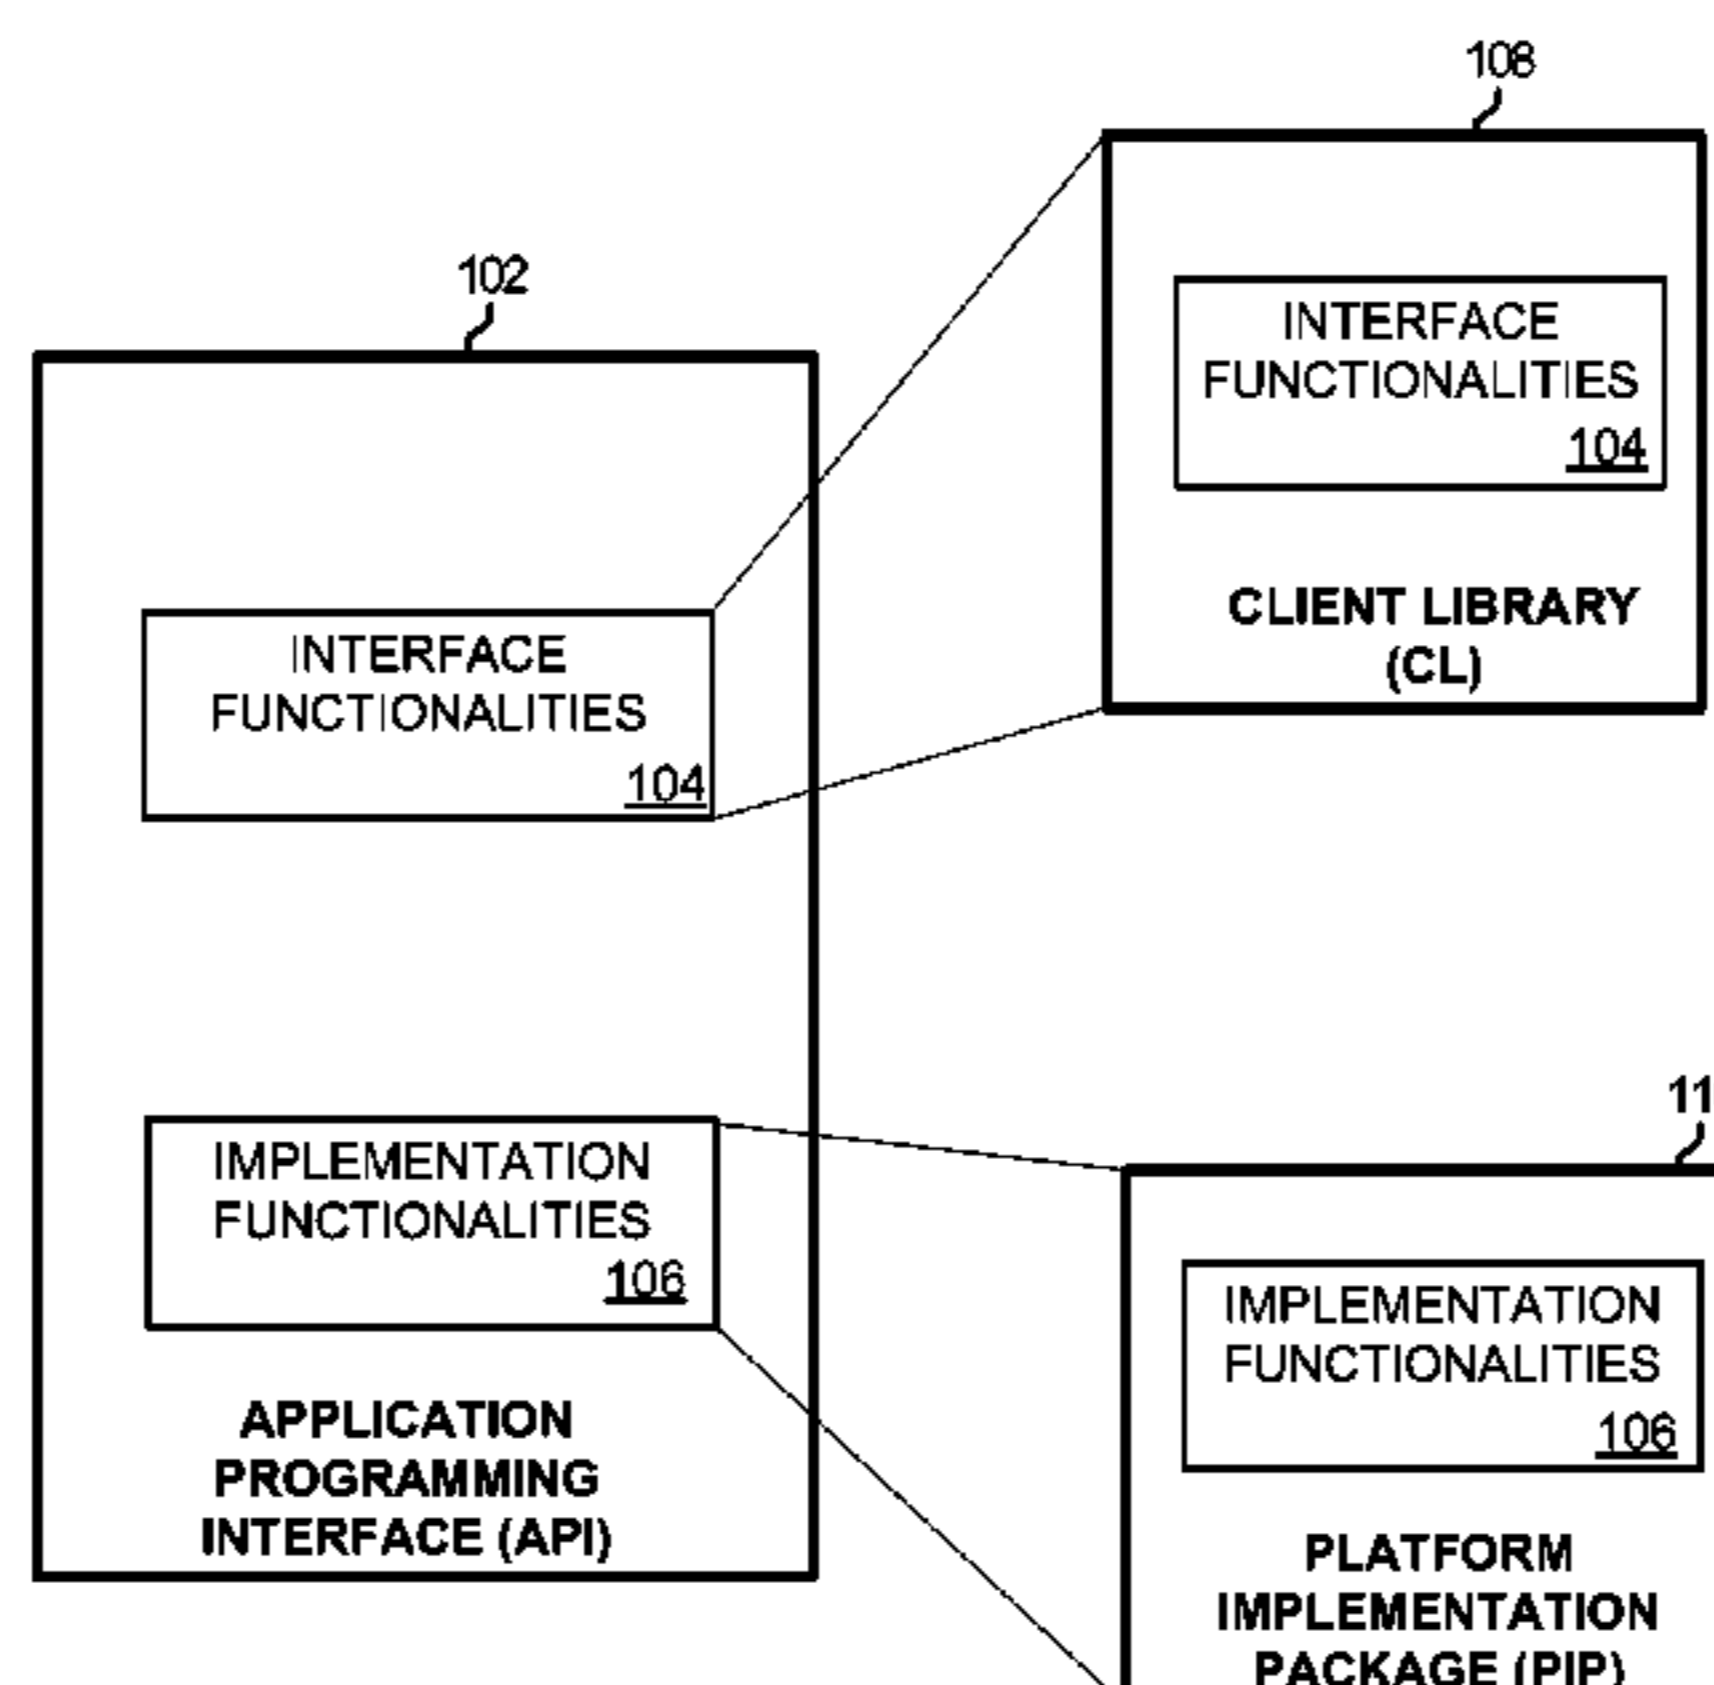 108
INTERFACE
FUNCTIONALITIES
104
CLIENT LIBRARY
(CL)
102
INTERFACE
FUNCTIONALITIES
104
IMPLEMENTATION
FUNCTIONALITIES
106
APPLICATION
PROGRAMMING
INTERFACE (API)
11
IMPLEMENTATION
FUNCTIONALITIES
106
PLATFORM
IMPLEMENTATION
PACKAGE (PIP)